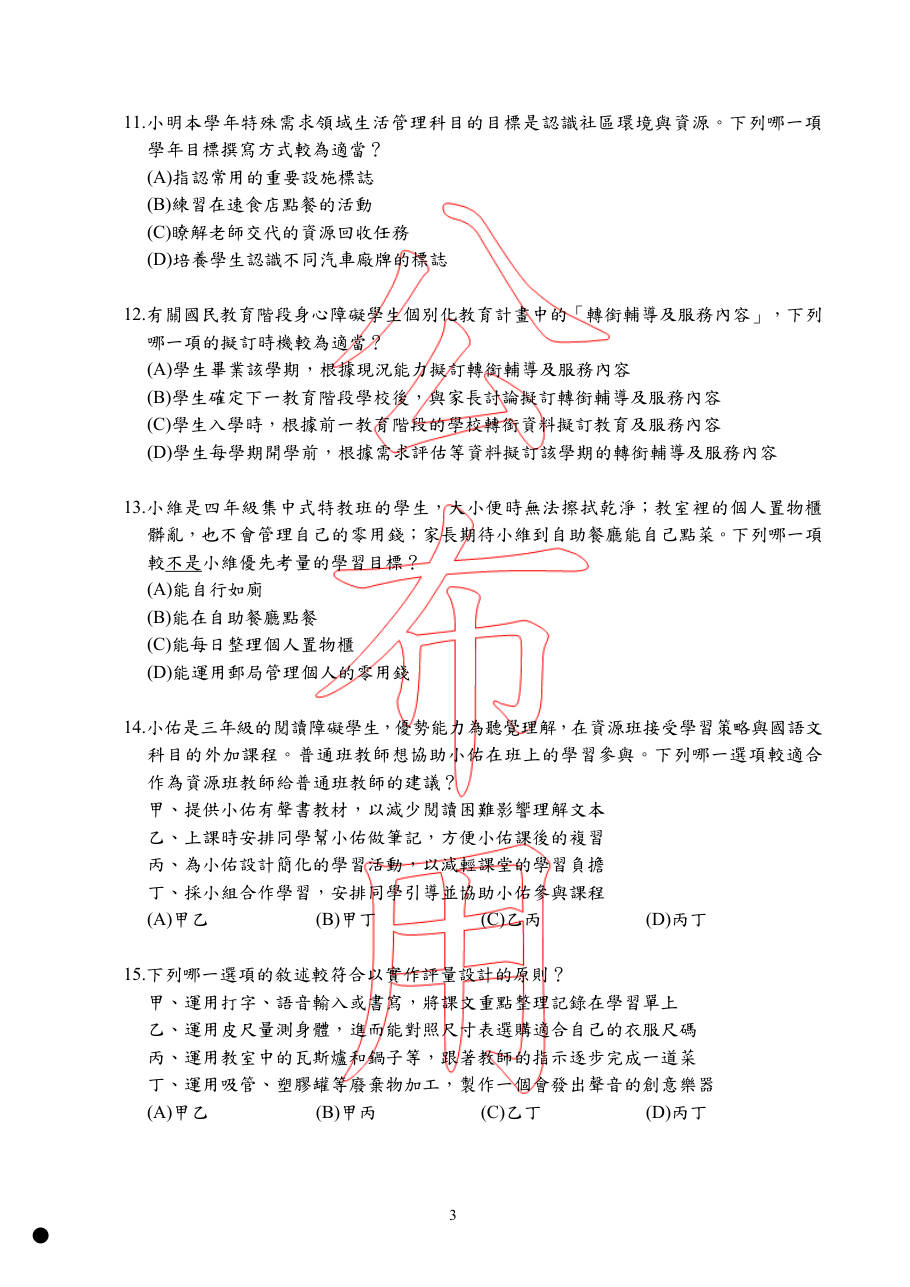 11.小明本學年特殊需求領域生活管理科目的目標是認識社區環境與資源。下列哪一項
學年目標撰寫方式較為適當？
(A)指認常用的重要設施標誌
(B)練習在速食店點餐的活動
(C)瞭解老師交代的資源回收任務
(D)培養學生認識不同汽車廠牌的標誌
12.有關國民教育階段身心障礙學生個別化教育計畫中的「轉銜輔導及服務內容」，下列
哪一項的擬訂時機較為適當？
(A)學生畢業該學期，根據現況能力擬訂轉銜輔導及服務內容
(B)學生確定下一教育階段學校後，與家長討論擬訂轉銜輔導及服務內容
(C)學生入學時，根據前一教育階段的學校轉銜資料擬訂教育及服務內容
(D)學生每學期開學前，根據需求評估等資料擬訂該學期的轉銜輔導及服務內容
13.小維是四年級集中式特教班的學生，大小便時無法擦拭乾淨；教室裡的個人置物櫃
髒亂，也不會管理自己的零用錢；家長期待小維到自助餐廳能自己點菜。下列哪一項
較不是小維優先考量的學習目標？
(A)能自行如廁
(B)能在自助餐廳點餐
(C)能每日整理個人置物櫃
(D)能運用郵局管理個人的零用錢
14.小佑是三年級的閱讀障礙學生，優勢能力為聽覺理解，在資源班接受學習策略與國語文
科目的外加課程。普通班教師想協助小佑在班上的學習參與。下列哪一選項較適合
作為資源班教師給普通班教師的建議？
甲、提供小佑有聲書教材，以減少閱讀困難影響理解文本
乙、上課時安排同學幫小佑做筆記，方便小佑課後的複習
丙、為小佑設計簡化的學習活動，以減輕課堂的學習負擔
丁、採小組合作學習，安排同學引導並協助小佑參與課程
(A)甲乙 (B)甲丁 (C)乙丙 (D)丙丁
15.下列哪一選項的敘述較符合以實作評量設計的原則？
甲、運用打字、語音輸入或書寫，將課文重點整理記錄在學習單上
乙、運用皮尺量測身體，進而能對照尺寸表選購適合自己的衣服尺碼
丙、運用教室中的瓦斯爐和鍋子等，跟著教師的指示逐步完成一道菜
丁、運用吸管、塑膠罐等廢棄物加工，製作一個會發出聲音的創意樂器
(A)甲乙 (B)甲丙 (C)乙丁 (D)丙丁
公布用
3